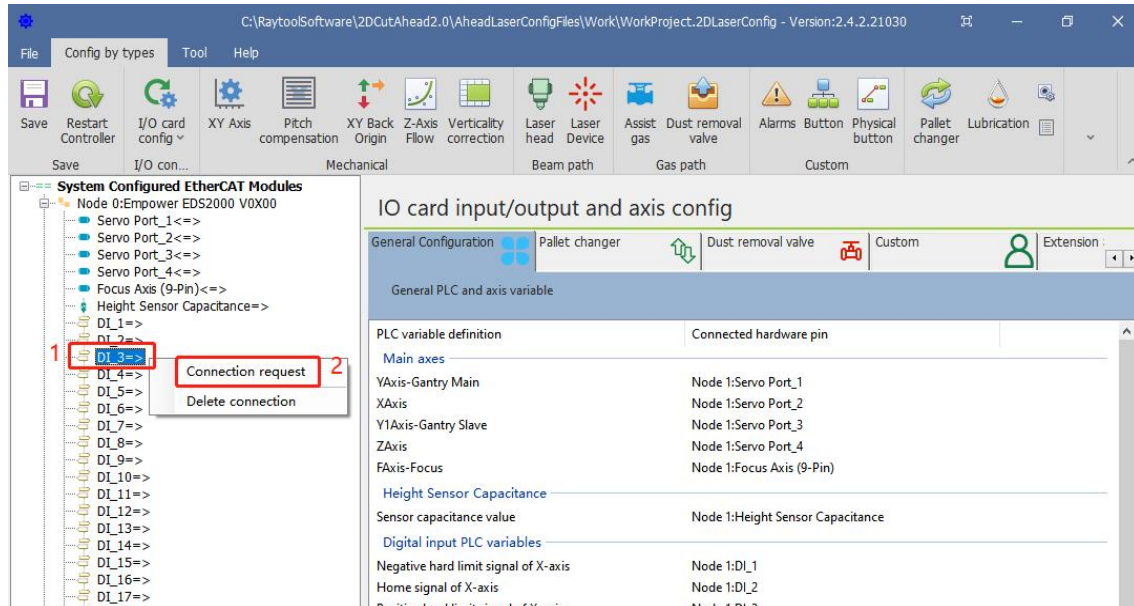 C:\RaytoolSoftware\2DCutAhead2.0\AheadLaserConfigFiles\Work\WorkProject.2DLaserConfig - Version:2.4.2.21030
File Config by types Tool Help
Save Restart Controller I/O card config XY Axis Pitch compensation XY Back Origin Z-Axis Fllow Verticality correction Laser head Laser Device Assist gas Dust removal valve Alarms Button Physical button Pallet changer Lubrication
Save I/O con... Mechanical Beam path Gas path Custom
System Configured EtherCAT Modules
Node 0:Empower EDS2000 V0X00
Servo Port_1<=>
Servo Port_2<=>
Servo Port_3<=>
Servo Port_4<=>
Focus Axis (9-Pin)<=>
Height Sensor Capacitance=>
DI_1=>
DI_2=>
1 DI_3=>
DI_4=>
DI_5=>
DI_6=>
DI_7=>
DI_8=>
DI_9=>
DI_10=>
DI_11=>
DI_12=>
DI_13=>
DI_14=>
DI_15=>
DI_16=>
DI_17=>
Connection request 2
Delete connection
IO card input/output and axis config
General Configuration Pallet changer Dust removal valve Custom Extension
General PLC and axis variable
PLC variable definition Connected hardware pin
Main axes
YAxis-Gantry Main Node 1:Servo Port_1
XAxis Node 1:Servo Port_2
Y1Axis-Gantry Slave Node 1:Servo Port_3
ZAxis Node 1:Servo Port_4
FAxis-Focus Node 1:Focus Axis (9-Pin)
Height Sensor Capacitance
Sensor capacitance value Node 1:Height Sensor Capacitance
Digital input PLC variables
Negative hard limit signal of X-axis Node 1:DI_1
Home signal of X-axis Node 1:DI_2